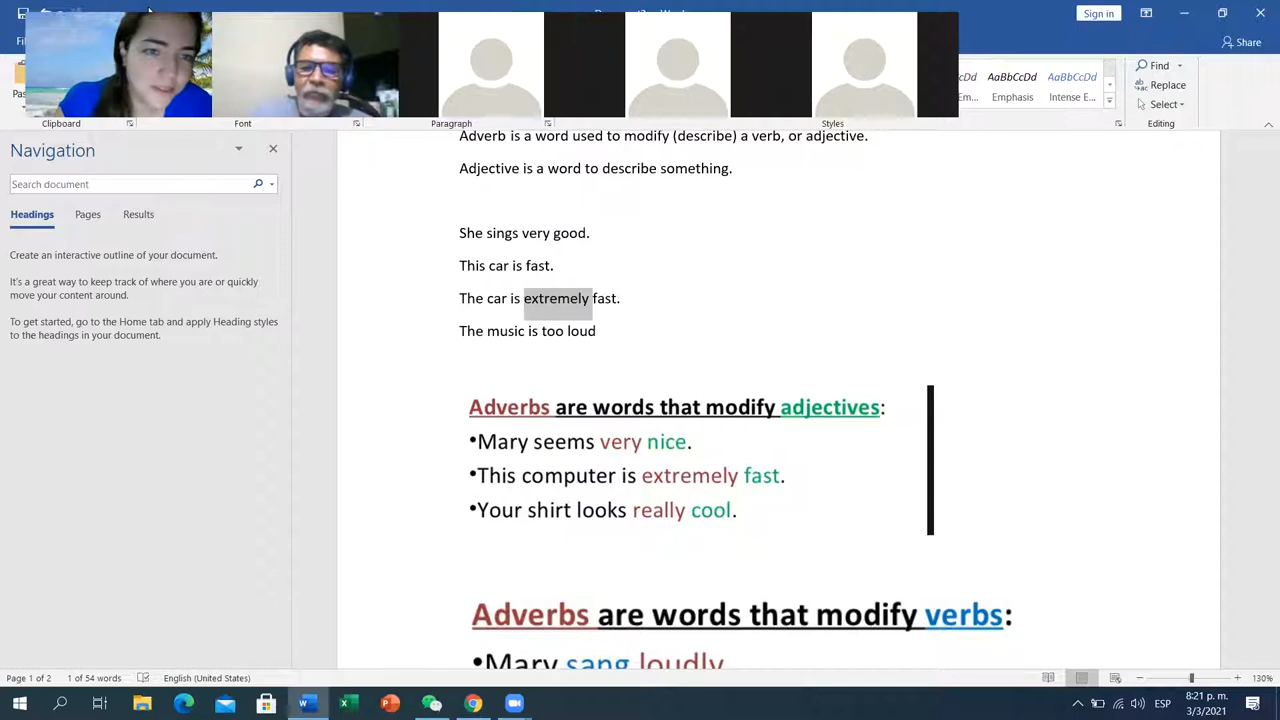 Sign in
Share
Clipboard
Font
Paragraph
Styles
Editing
AaBbCcDd
AaBbCcDd
Em...
Emphasis
Intense E...
Find
Replace
Select
Navigation
Search document
Headings Pages Results
Create an interactive outline of your document.
It's a great way to keep track of where you are or quickly
move your content around.
To get started, go to the Home tab and apply Heading styles
to the headings in your document.
Adverb is a word used to modify (describe) a verb, or adjective.
Adjective is a word to describe something.
She sings very good.
This car is fast.
The car is extremely fast.
The music is too loud
Adverbs are words that modify adjectives:
•Mary seems very nice.
•This computer is extremely fast.
•Your shirt looks really cool.
Adverbs are words that modify verbs:
•Mary sang loudly
Page 1 of 2 1 of 54 words English (United States) 130%
ESP
8:21 p. m.
3/3/2021